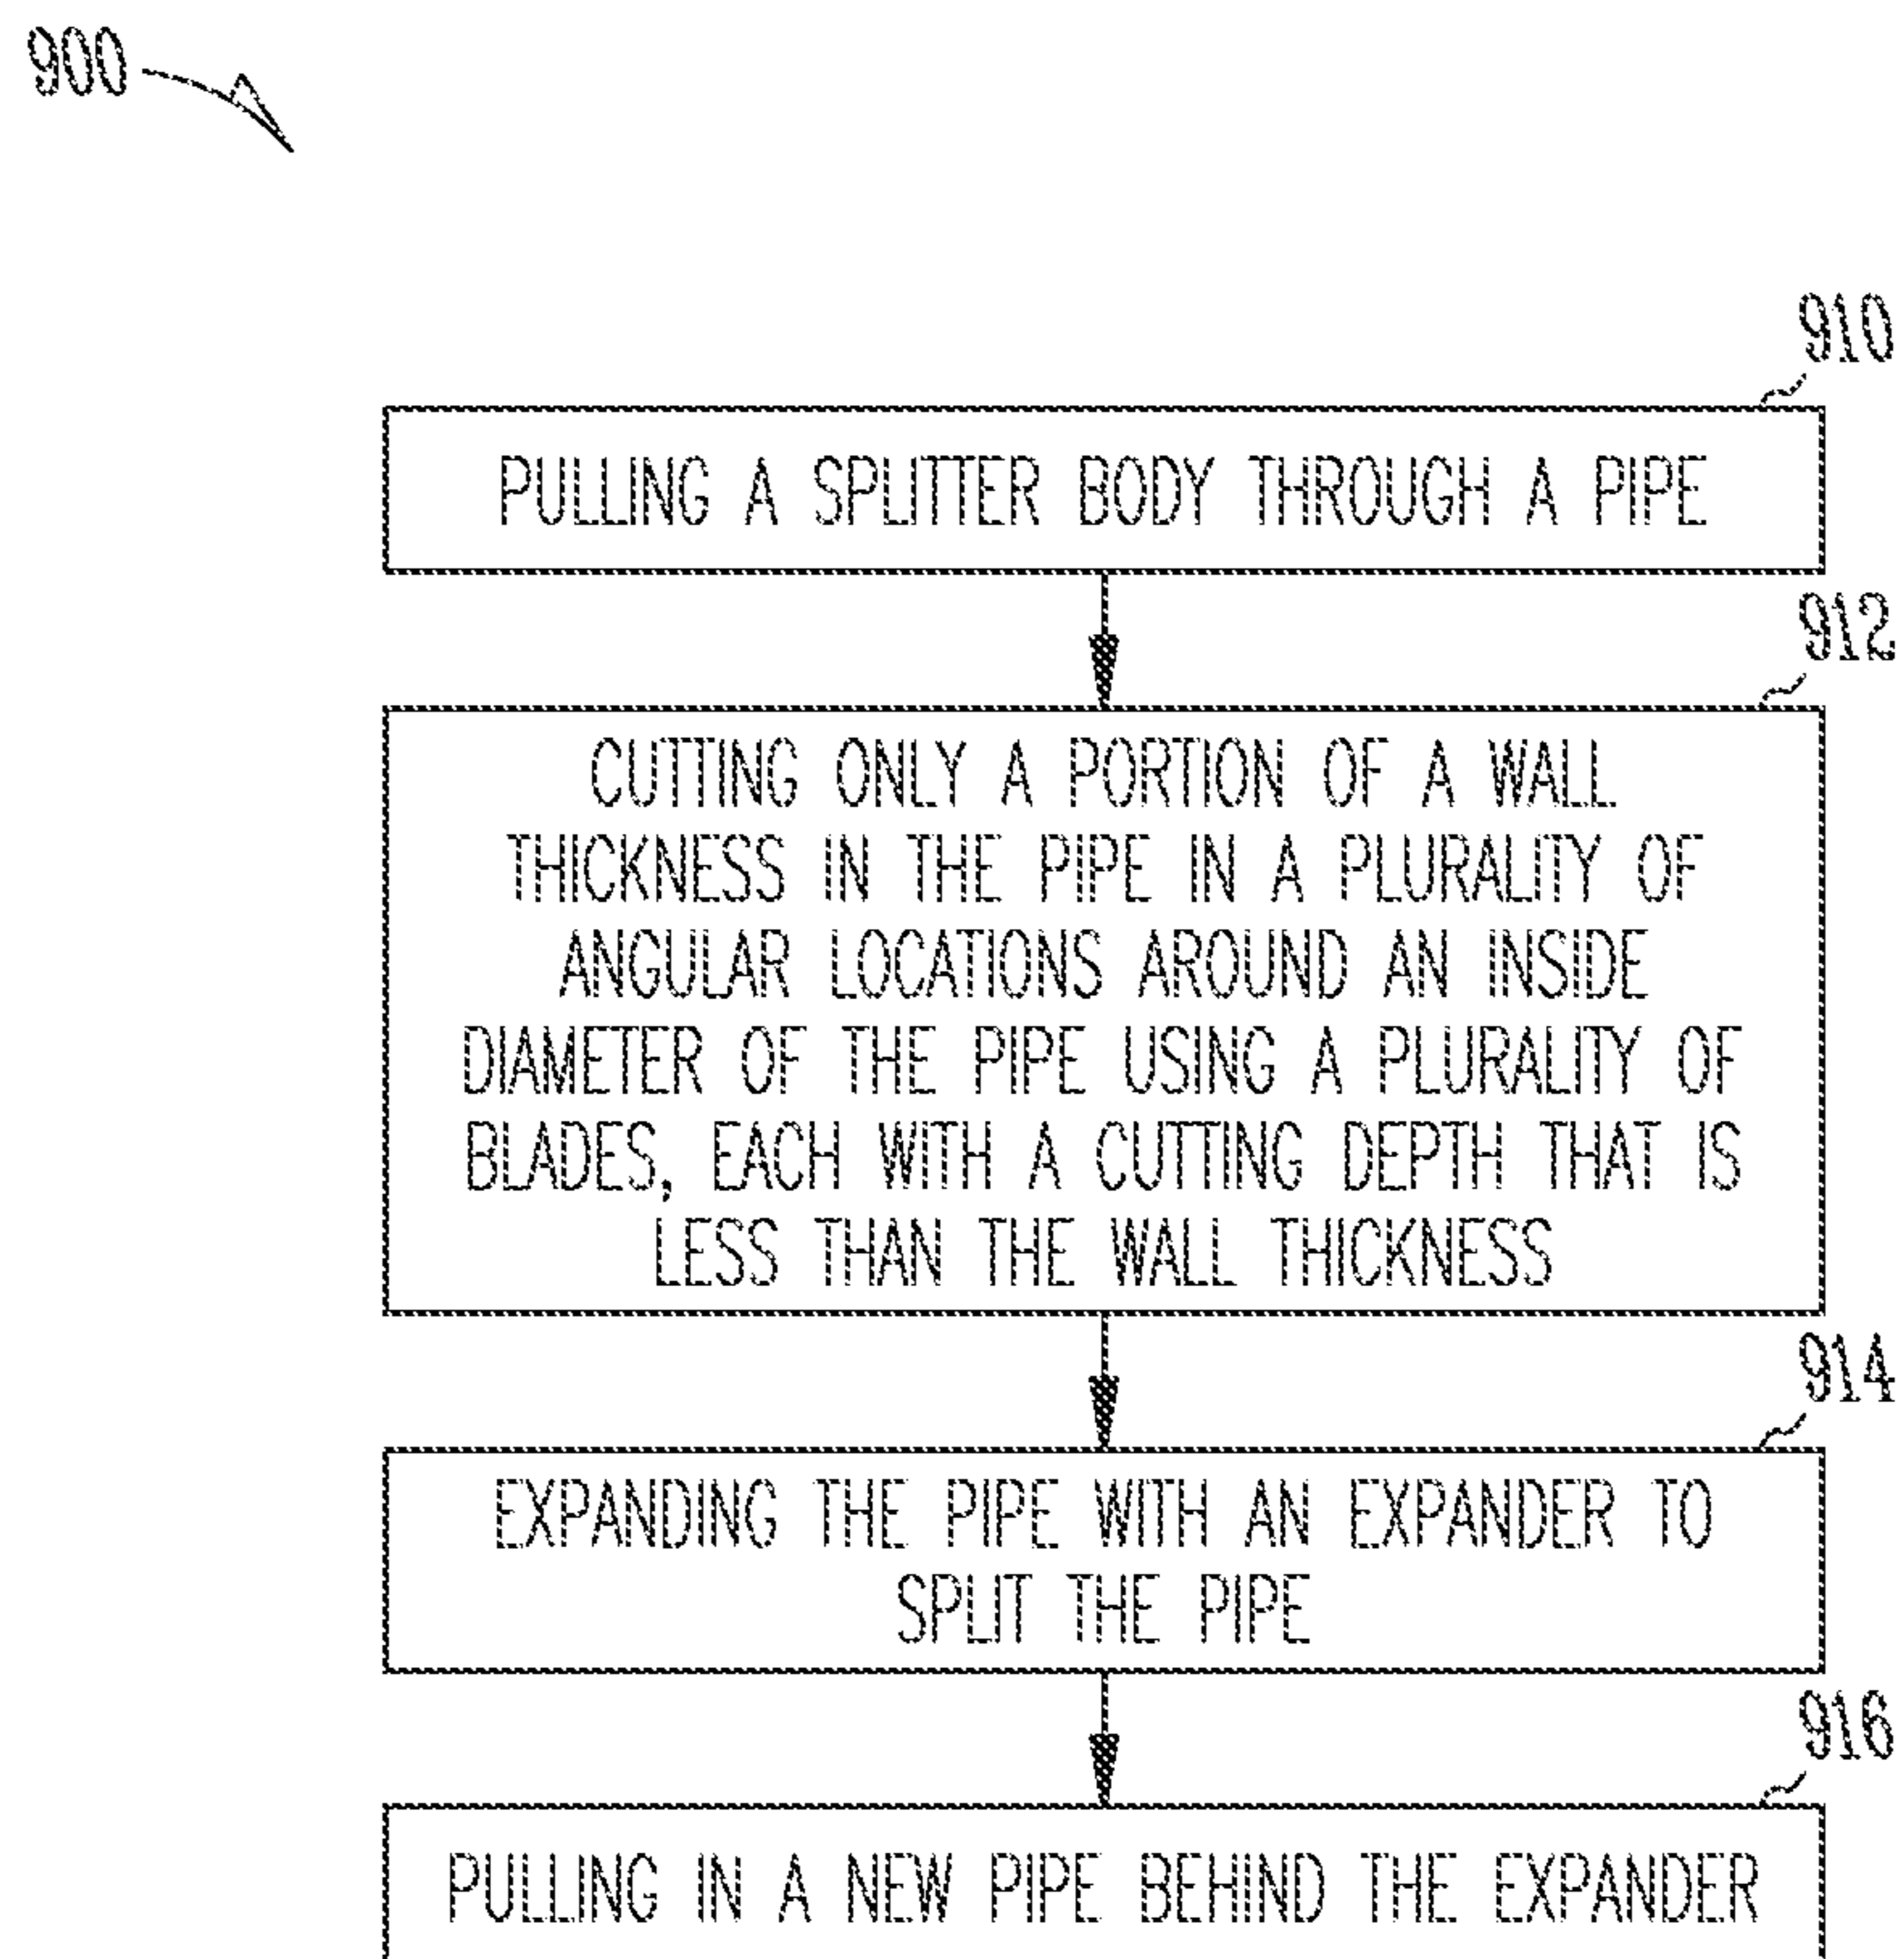 900
910
PULLING A SPLITTER BODY THROUGH A PIPE
912
CUTTING ONLY A PORTION OF A WALL
THICKNESS IN THE PIPE IN A PLURALITY OF
ANGULAR LOCATIONS AROUND AN INSIDE
DIAMETER OF THE PIPE USING A PLURALITY OF
BLADES, EACH WITH A CUTTING DEPTH THAT IS
LESS THAN THE WALL THICKNESS
914
EXPANDING THE PIPE WITH AN EXPANDER TO
SPLIT THE PIPE
916
PULLING IN A NEW PIPE BEHIND THE EXPANDER